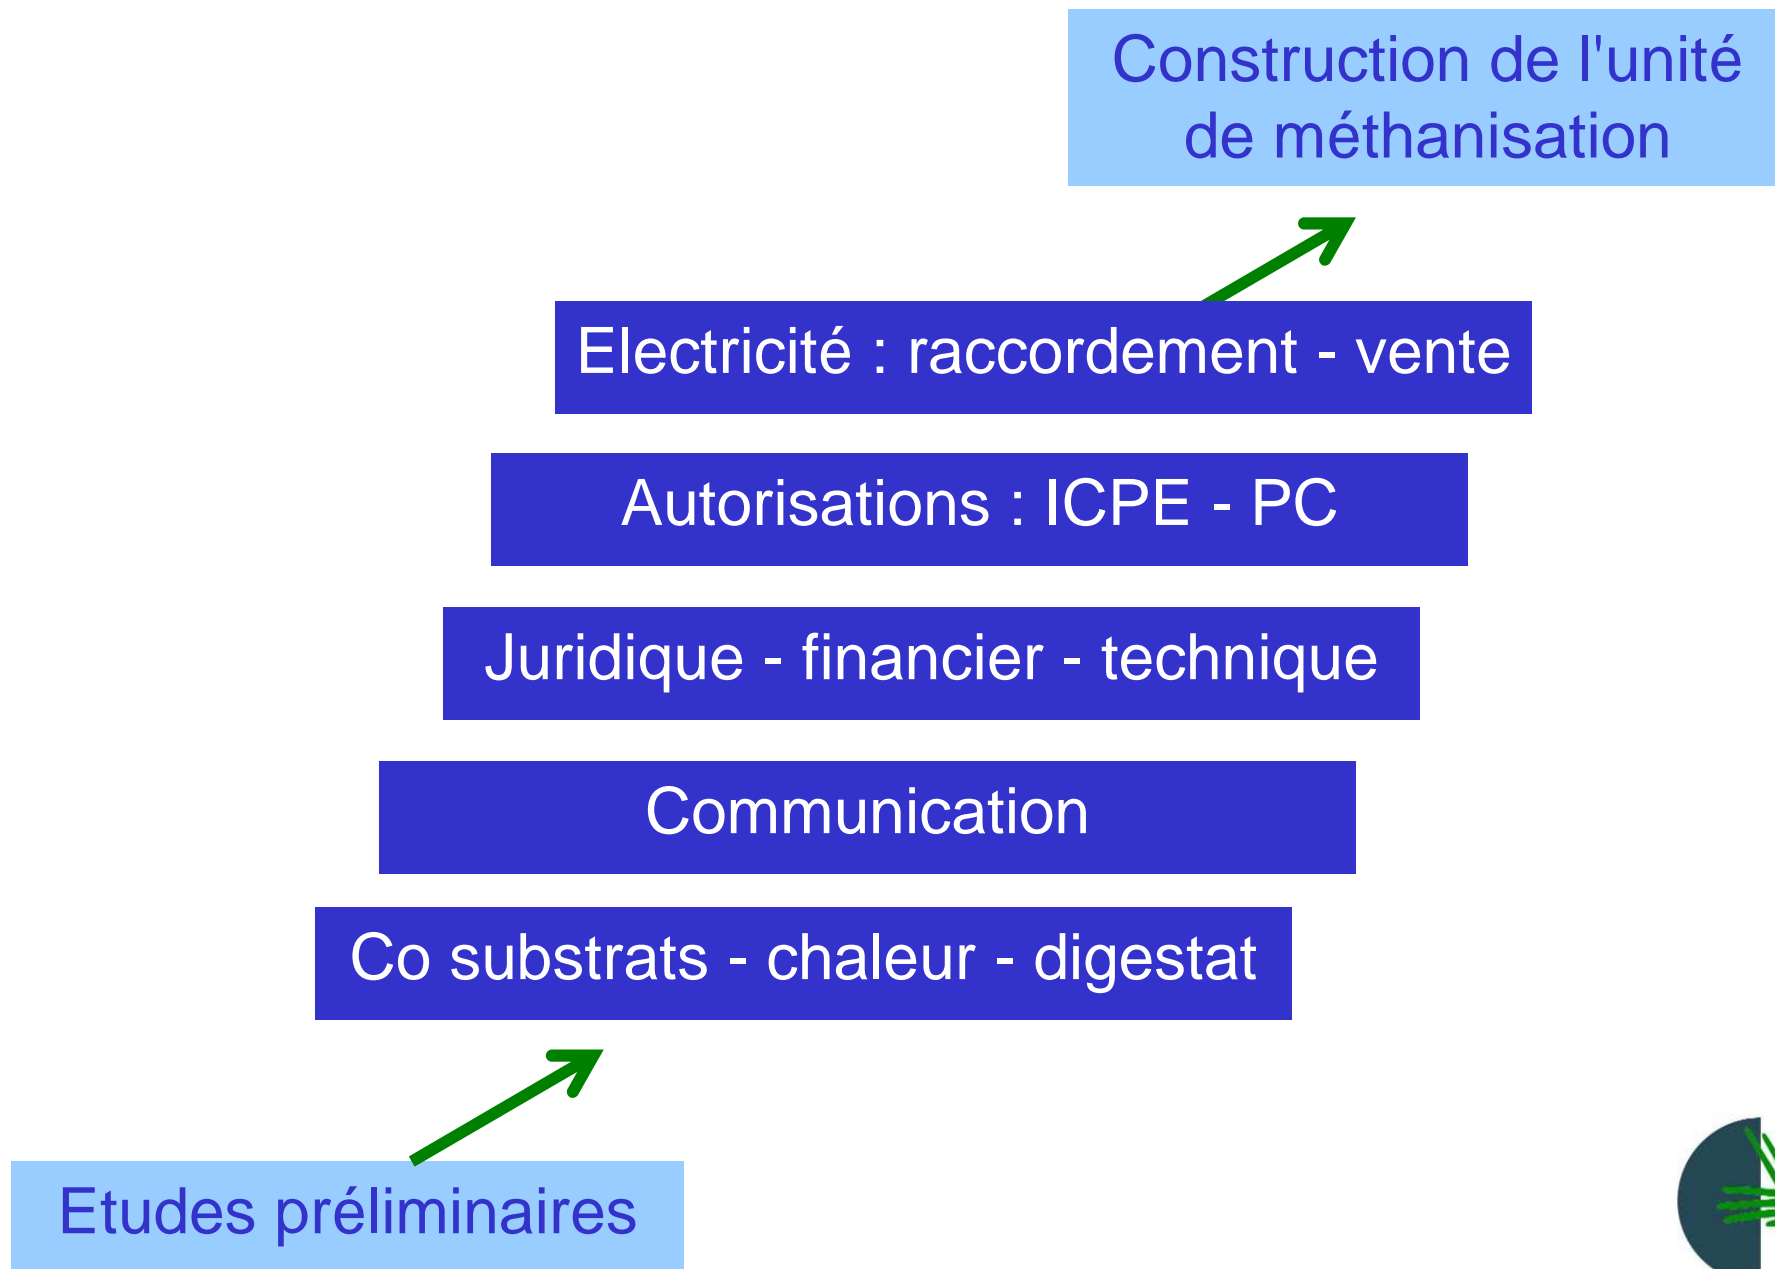 Construction de l'unité
de méthanisation
Electricité : raccordement - vente
Autorisations : ICPE - PC
Juridique - financier - technique
Communication
Co substrats - chaleur - digestat
Etudes préliminaires